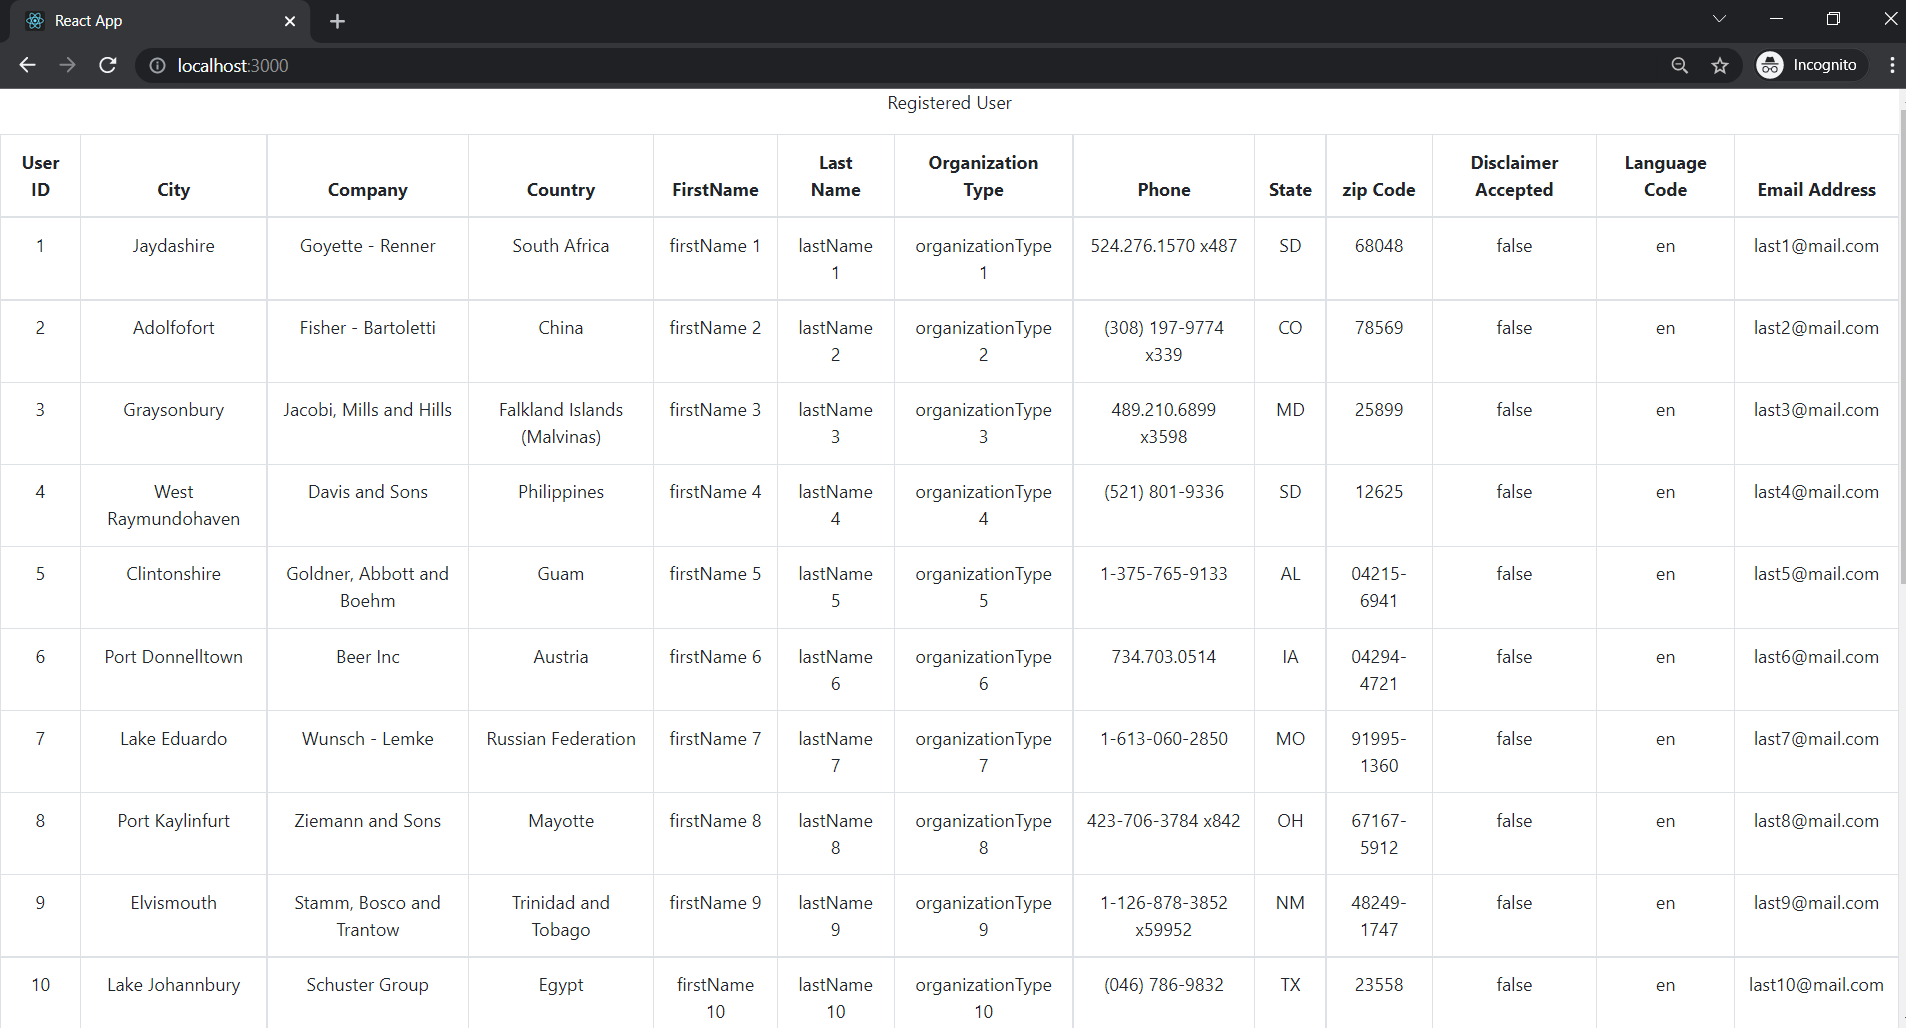 React App
localhost:3000
Incognito
Registered User
User ID City Company Country FirstName Last Name Organization Type Phone State zip Code Disclaimer Accepted Language Code Email Address
1 Jaydashire Goyette - Renner South Africa firstName 1 lastName 1 organizationType 1 524.276.1570 x487 SD 68048 false en last1@mail.com
2 Adolfofort Fisher - Bartoletti China firstName 2 lastName 2 organizationType 2 (308) 197-9774 x339 CO 78569 false en last2@mail.com
3 Graysonbury Jacobi, Mills and Hills Falkland Islands (Malvinas) firstName 3 lastName 3 organizationType 3 489.210.6899 x3598 MD 25899 false en last3@mail.com
4 West Raymundohaven Davis and Sons Philippines firstName 4 lastName 4 organizationType 4 (521) 801-9336 SD 12625 false en last4@mail.com
5 Clintonshire Goldner, Abbott and Boehm Guam firstName 5 lastName 5 organizationType 5 1-375-765-9133 AL 04215-6941 false en last5@mail.com
6 Port Donnelltown Beer Inc Austria firstName 6 lastName 6 organizationType 6 734.703.0514 IA 04294-4721 false en last6@mail.com
7 Lake Eduardo Wunsch - Lemke Russian Federation firstName 7 lastName 7 organizationType 7 1-613-060-2850 MO 91995-1360 false en last7@mail.com
8 Port Kaylinfurt Ziemann and Sons Mayotte firstName 8 lastName 8 organizationType 8 423-706-3784 x842 OH 67167-5912 false en last8@mail.com
9 Elvismouth Stamm, Bosco and Trantow Trinidad and Tobago firstName 9 lastName 9 organizationType 9 1-126-878-3852 x59952 NM 48249-1747 false en last9@mail.com
10 Lake Johannbury Schuster Group Egypt firstName 10 lastName 10 organizationType 10 (046) 786-9832 TX 23558 false en last10@mail.com